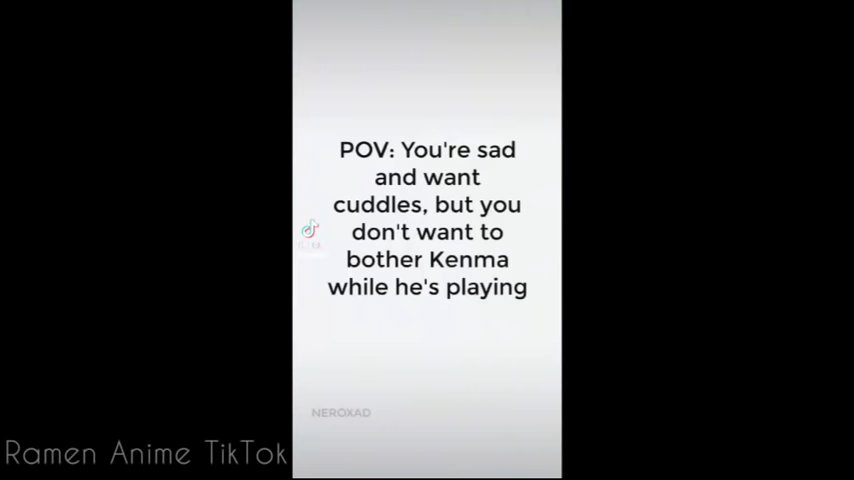 POV: You're sad
and want
cuddles, but you
don't want to
bother Kenma
while he's playing
NEROXAD
Ramen Anime TikTok